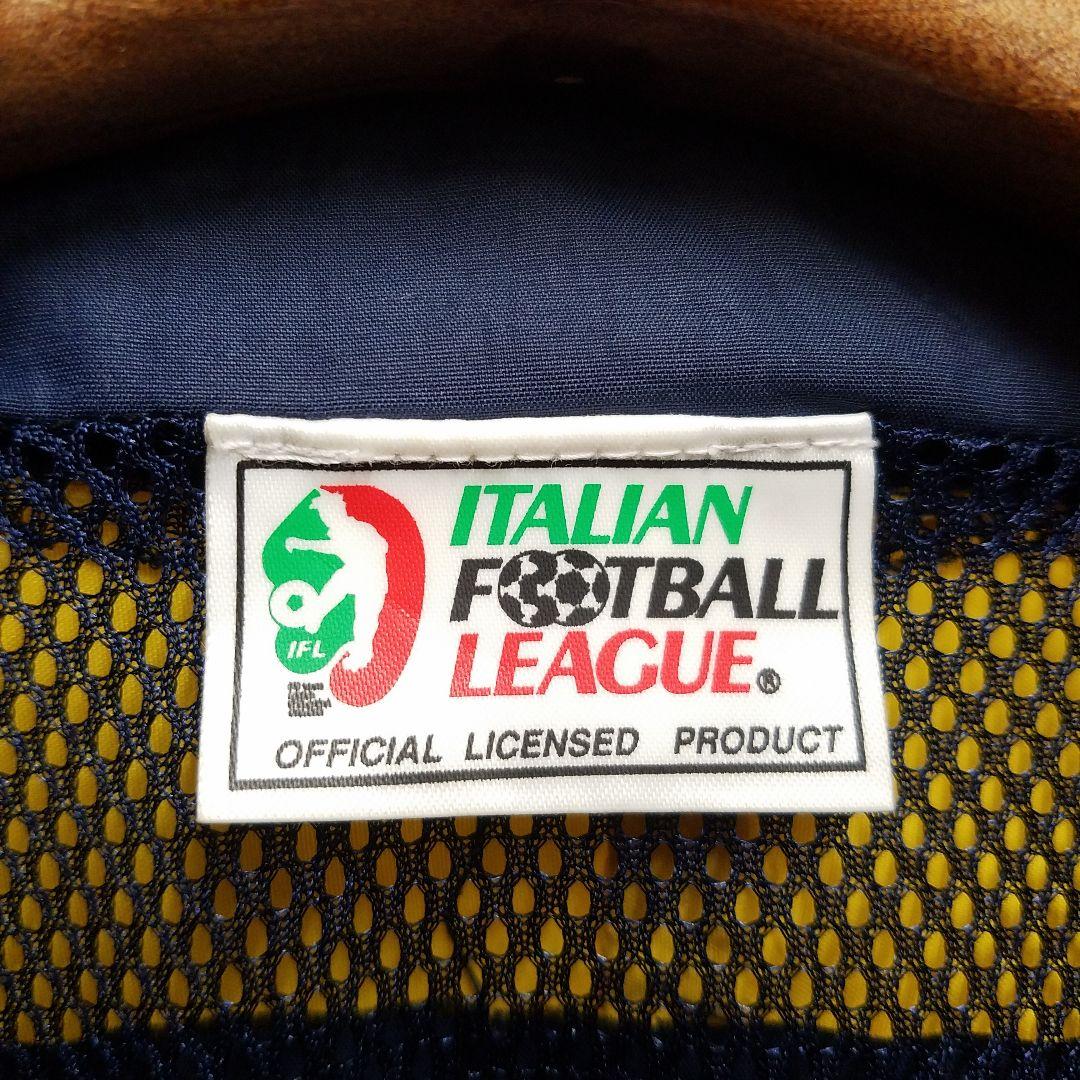 ITALIAN
FOOTBALL
LEAGUE®
IFL
OFFICIAL LICENSED PRODUCT